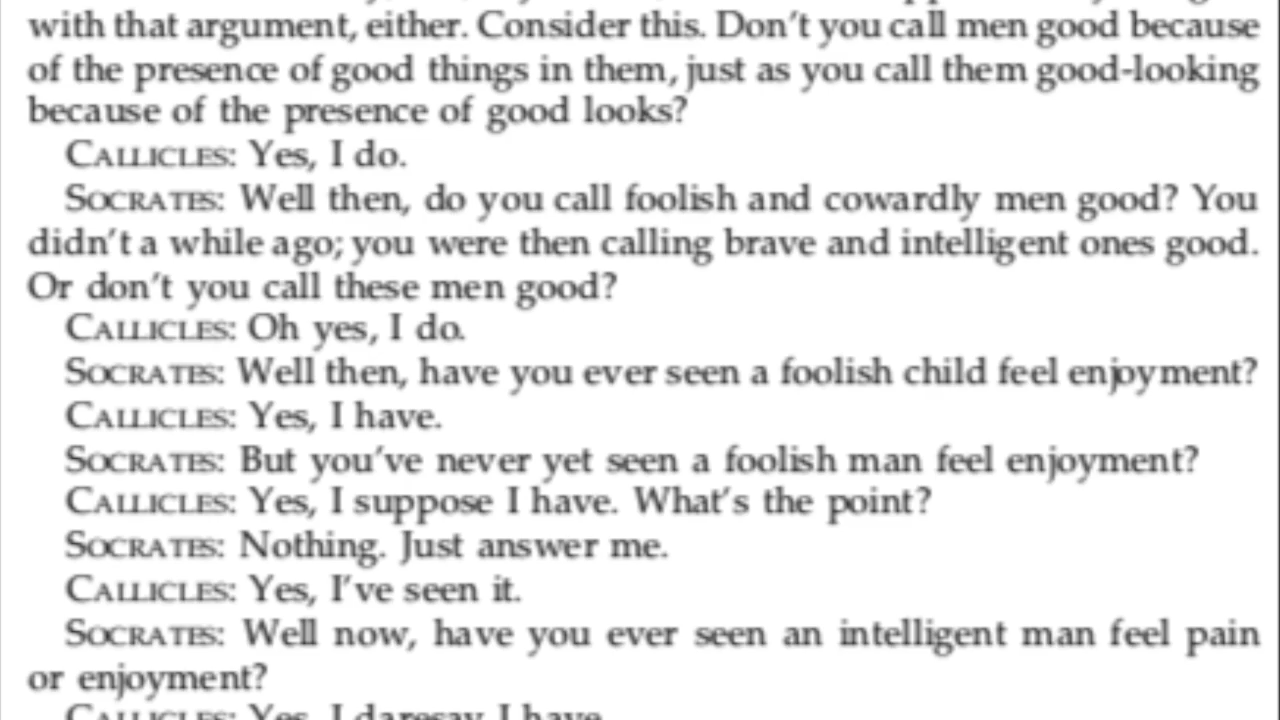 with that argument, either. Consider this. Don't you call men good because
of the presence of good things in them, just as you call them good-looking
because of the presence of good looks?
CALLICLES: Yes, I do.
SOCRATES: Well then, do you call foolish and cowardly men good? You
didn't a while ago; you were then calling brave and intelligent ones good.
Or don't you call these men good?
CALLICLES: Oh yes, I do.
SOCRATES: Well then, have you ever seen a foolish child feel enjoyment?
CALLICLES: Yes, I have.
SOCRATES: But you've never yet seen a foolish man feel enjoyment?
CALLICLES: Yes, I suppose I have. What's the point?
SOCRATES: Nothing. Just answer me.
CALLICLES: Yes, I've seen it.
SOCRATES: Well now, have you ever seen an intelligent man feel pain
or enjoyment?
CALLICLES: Yes, I daresay I have.